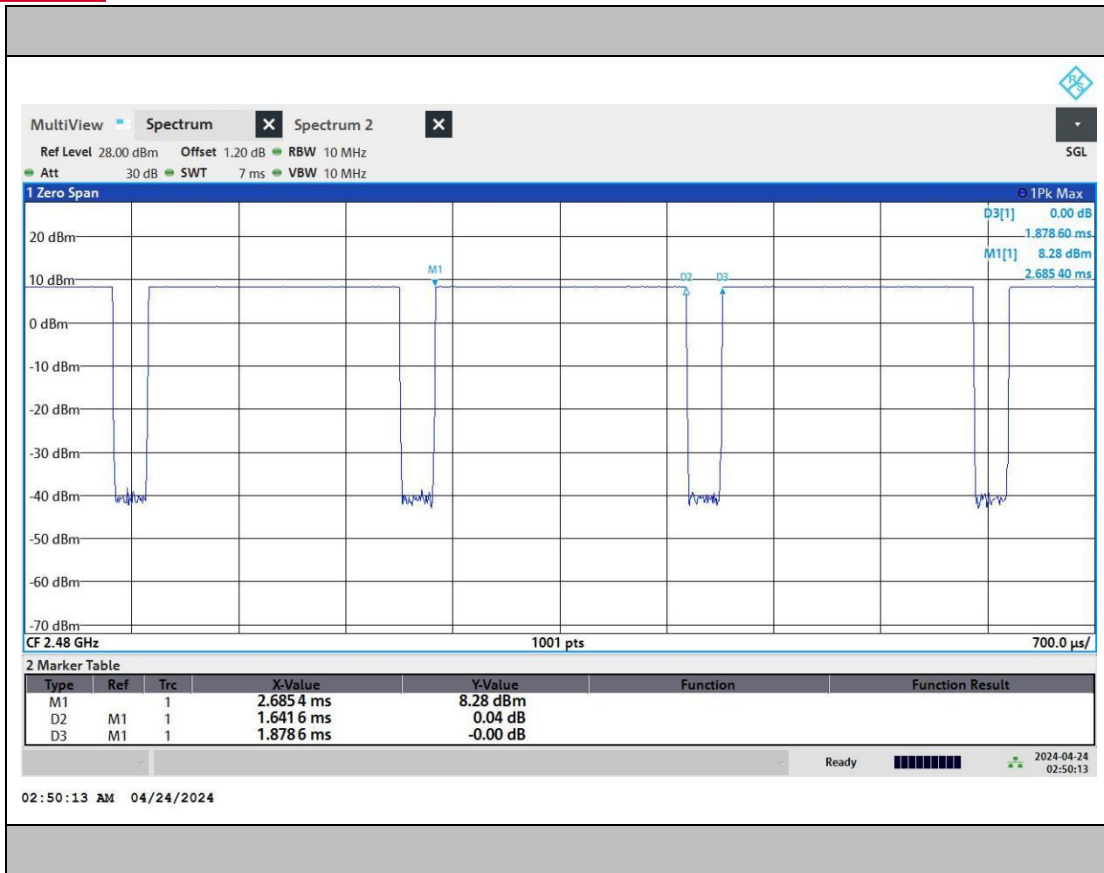 R&S
MultiView Spectrum X Spectrum 2 X
Ref Level 28.00 dBm Offset 1.20 dB RBW 10 MHz SGL
Att 30 dB SWT 7 ms VBW 10 MHz
1 Zero Span 1Pk Max
D3[1] 0.00 dB
1.878 60 ms
M1[1] 8.28 dBm
2.685 40 ms
20 dBm
M1
D2 D3
10 dBm
0 dBm
-10 dBm
-20 dBm
-30 dBm
-40 dBm
-50 dBm
-60 dBm
-70 dBm
CF 2.48 GHz 1001 pts 700.0 µs/
2 Marker Table
Type Ref Trc X-Value Y-Value Function Function Result
M1 1 2.685 4 ms 8.28 dBm
D2 M1 1 1.641 6 ms 0.04 dB
D3 M1 1 1.878 6 ms -0.00 dB
Ready 2024-04-24
02:50:13
02:50:13 AM 04/24/2024